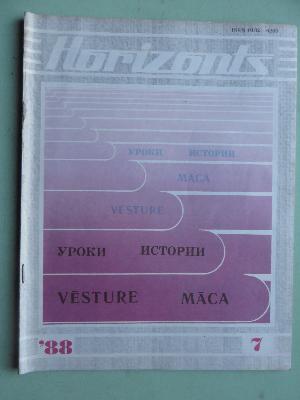 Horizonts
УРОКИ ИСТОРИИ
MĀCA
VĒSTURE
УРОКИ ИСТОРИИ
VĒSTURE MĀCA
'88 7